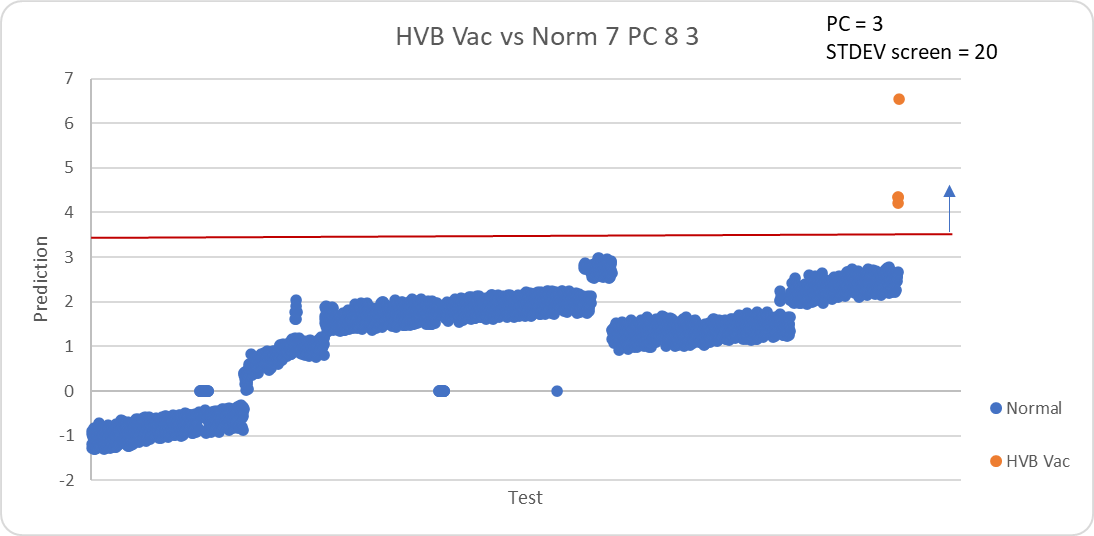 HVB Vac vs Norm 7 PC 8 3
PC = 3
STDEV screen = 20
7
6
5
4
3
2
1
0
-1
-2
Prediction
Test
Normal
HVB Vac